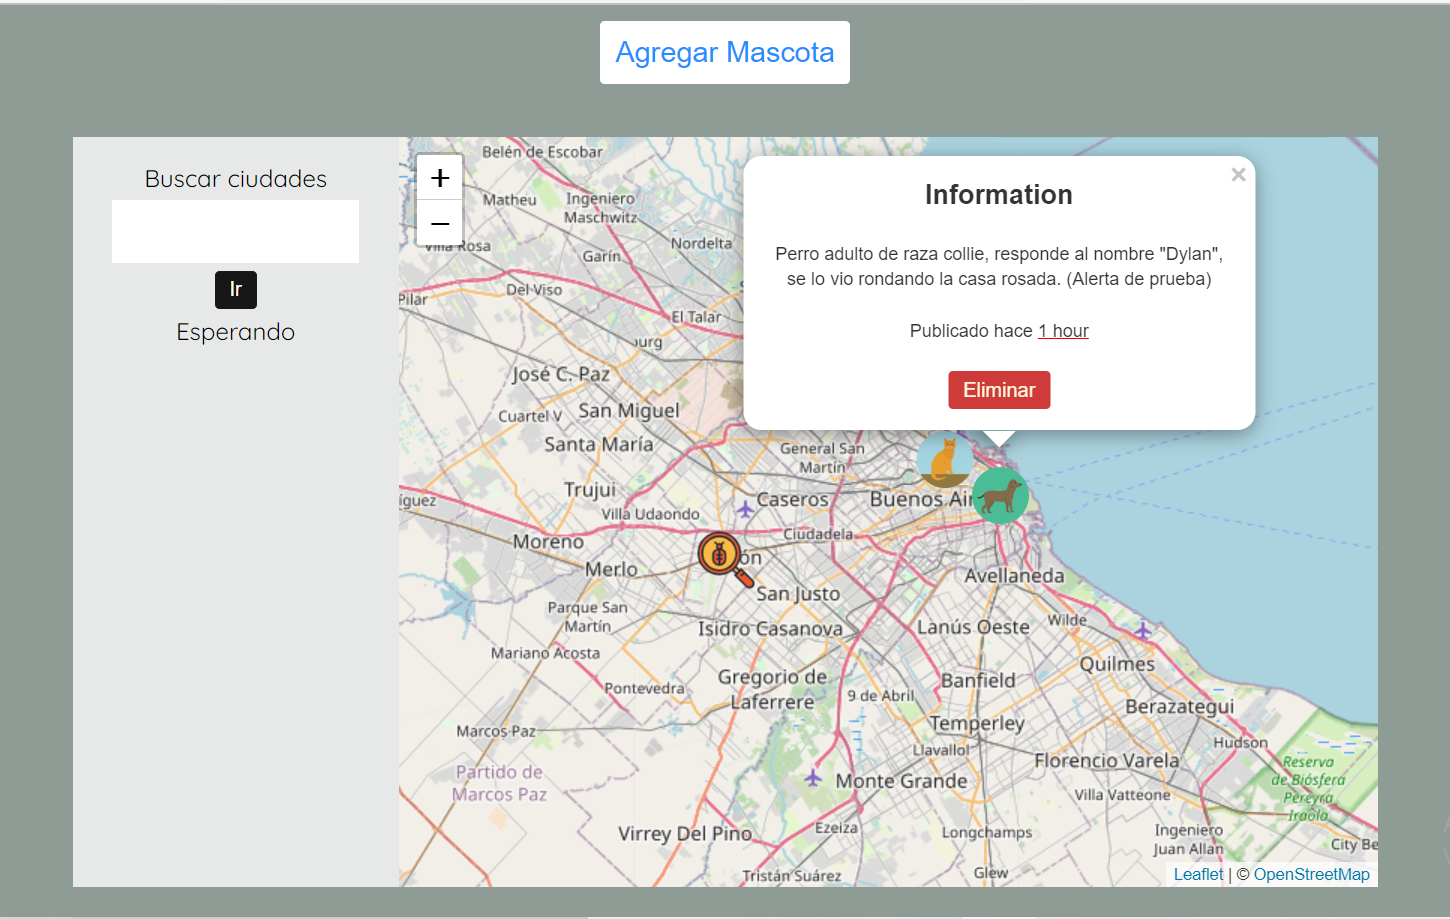 Agregar Mascota
Buscar ciudades
Ir
Esperando
+
−
Information
×
Perro adulto de raza collie, responde al nombre "Dylan",
se lo vio rondando la casa rosada. (Alerta de prueba)
Publicado hace 1 hour
Eliminar
Belén de Escobar
Matheu
Ingeniero
Maschwitz
Nordelta
Villa Rosa
Garín
Del Viso
Pilar
El Talar
urg
José C. Paz
Cuartel V
San Miguel
Santa María
General San
Martín
Trujui
Caseros
Buenos Air
íguez
Villa Udaondo
Ciudadela
Moreno
ón
Merlo
San Justo
Avellaneda
Parque San
Martín
Isidro Casanova
Lanús Oeste
Wilde
Mariano Acosta
Quilmes
Gregorio de
Laferrere
Pontevedra
9 de Abril
Banfield
Berazategui
Marcos Paz
Temperley
Llavallol
Hudson
Florencio Varela
Partido de
Marcos Paz
Monte Grande
Villa Vatteone
Reserva
de Biósfera
Pereyra
Iraola
Virrey Del Pino
Ezeiza
Longchamps
Ingeniero
Juan Allan
City Be
Tristán Suárez
Glew
Leaflet | © OpenStreetMap